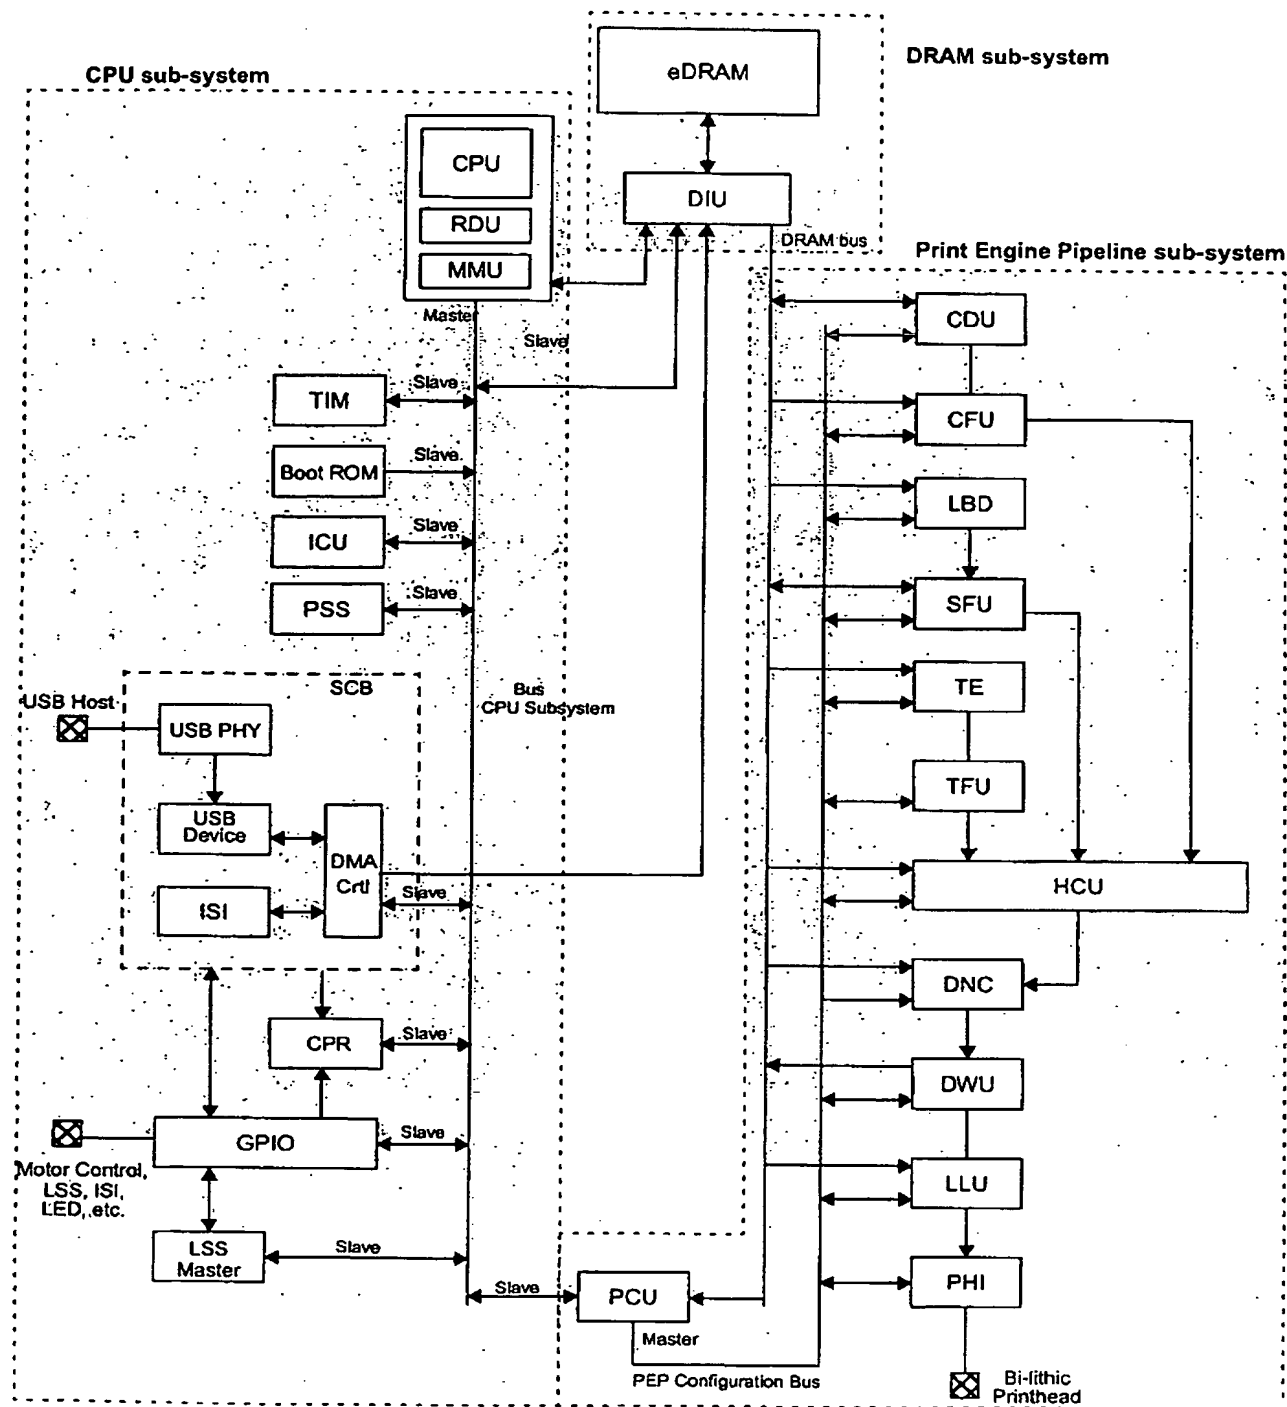 CPU sub-system
DRAM sub-system
eDRAM
CPU
RDU
MMU
DIU
DRAM bus
Print Engine Pipeline sub-system
Master
Slave
CDU
TIM
Slave
CFU
Boot ROM
Slave
LBD
ICU
Slave
PSS
Slave
SFU
SCB
TE
USB Host
USB PHY
Bus
CPU Subsystem
TFU
USB
Device
DMA
Crtl
Slave
HCU
ISI
DNC
CPR
Slave
DWU
GPIO
Slave
Motor Control,
LSS, ISI,
LED, etc.
LLU
LSS
Master
Slave
PHI
Slave
PCU
Master
PEP Configuration Bus
Bi-lithic
Printhead